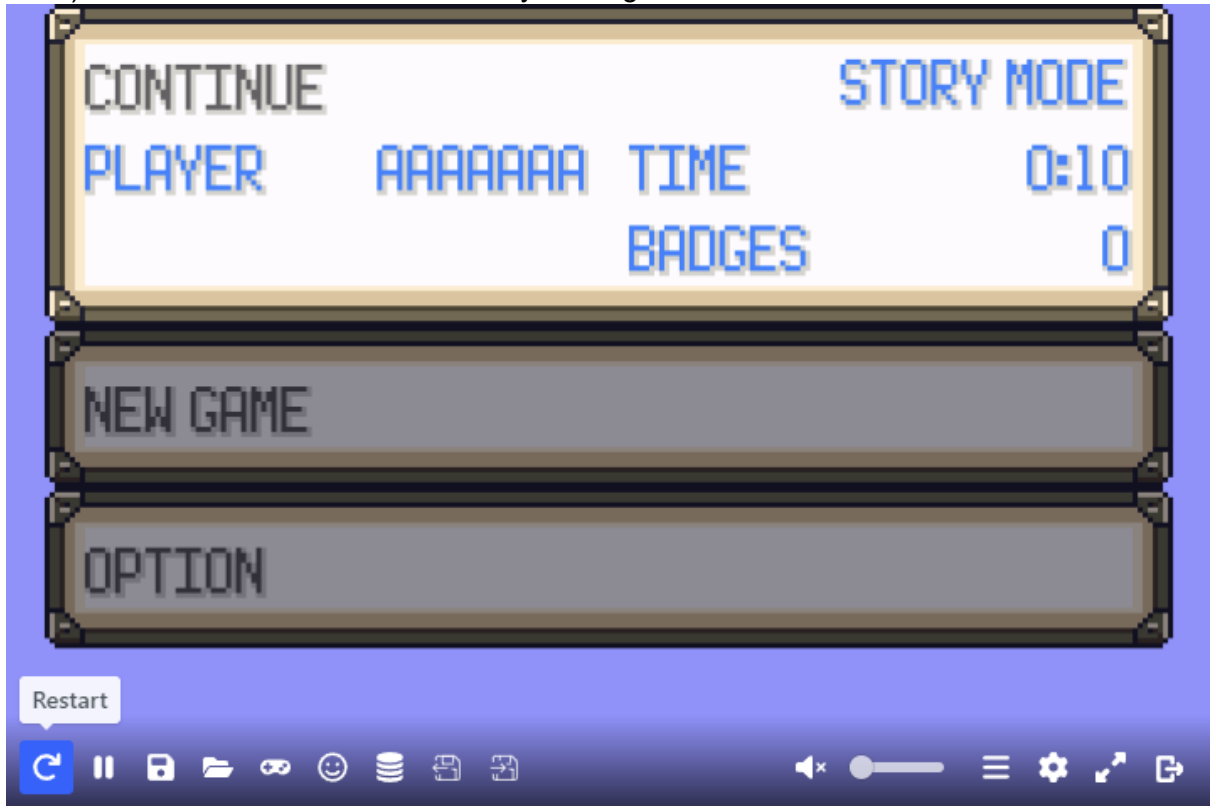 CONTINUE STORY MODE
PLAYER AAAAAAA TIME 0:10
BADGES 0
NEW GAME
OPTION
Restart